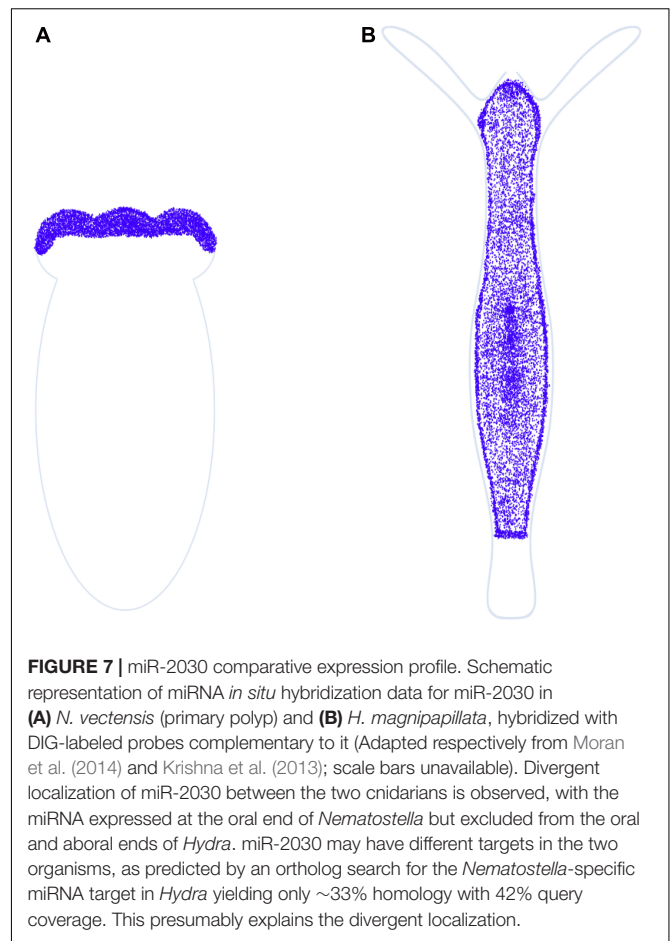 A
B
FIGURE 7 | miR-2030 comparative expression profile. Schematic
representation of miRNA in situ hybridization data for miR-2030 in
(A) N. vectensis (primary polyp) and (B) H. magnipapillata, hybridized with
DIG-labeled probes complementary to it (Adapted respectively from Moran
et al. (2014) and Krishna et al. (2013); scale bars unavailable). Divergent
localization of miR-2030 between the two cnidarians is observed, with the
miRNA expressed at the oral end of Nematostella but excluded from the oral
and aboral ends of Hydra. miR-2030 may have different targets in the two
organisms, as predicted by an ortholog search for the Nematostella-specific
miRNA target in Hydra yielding only ~33% homology with 42% query
coverage. This presumably explains the divergent localization.